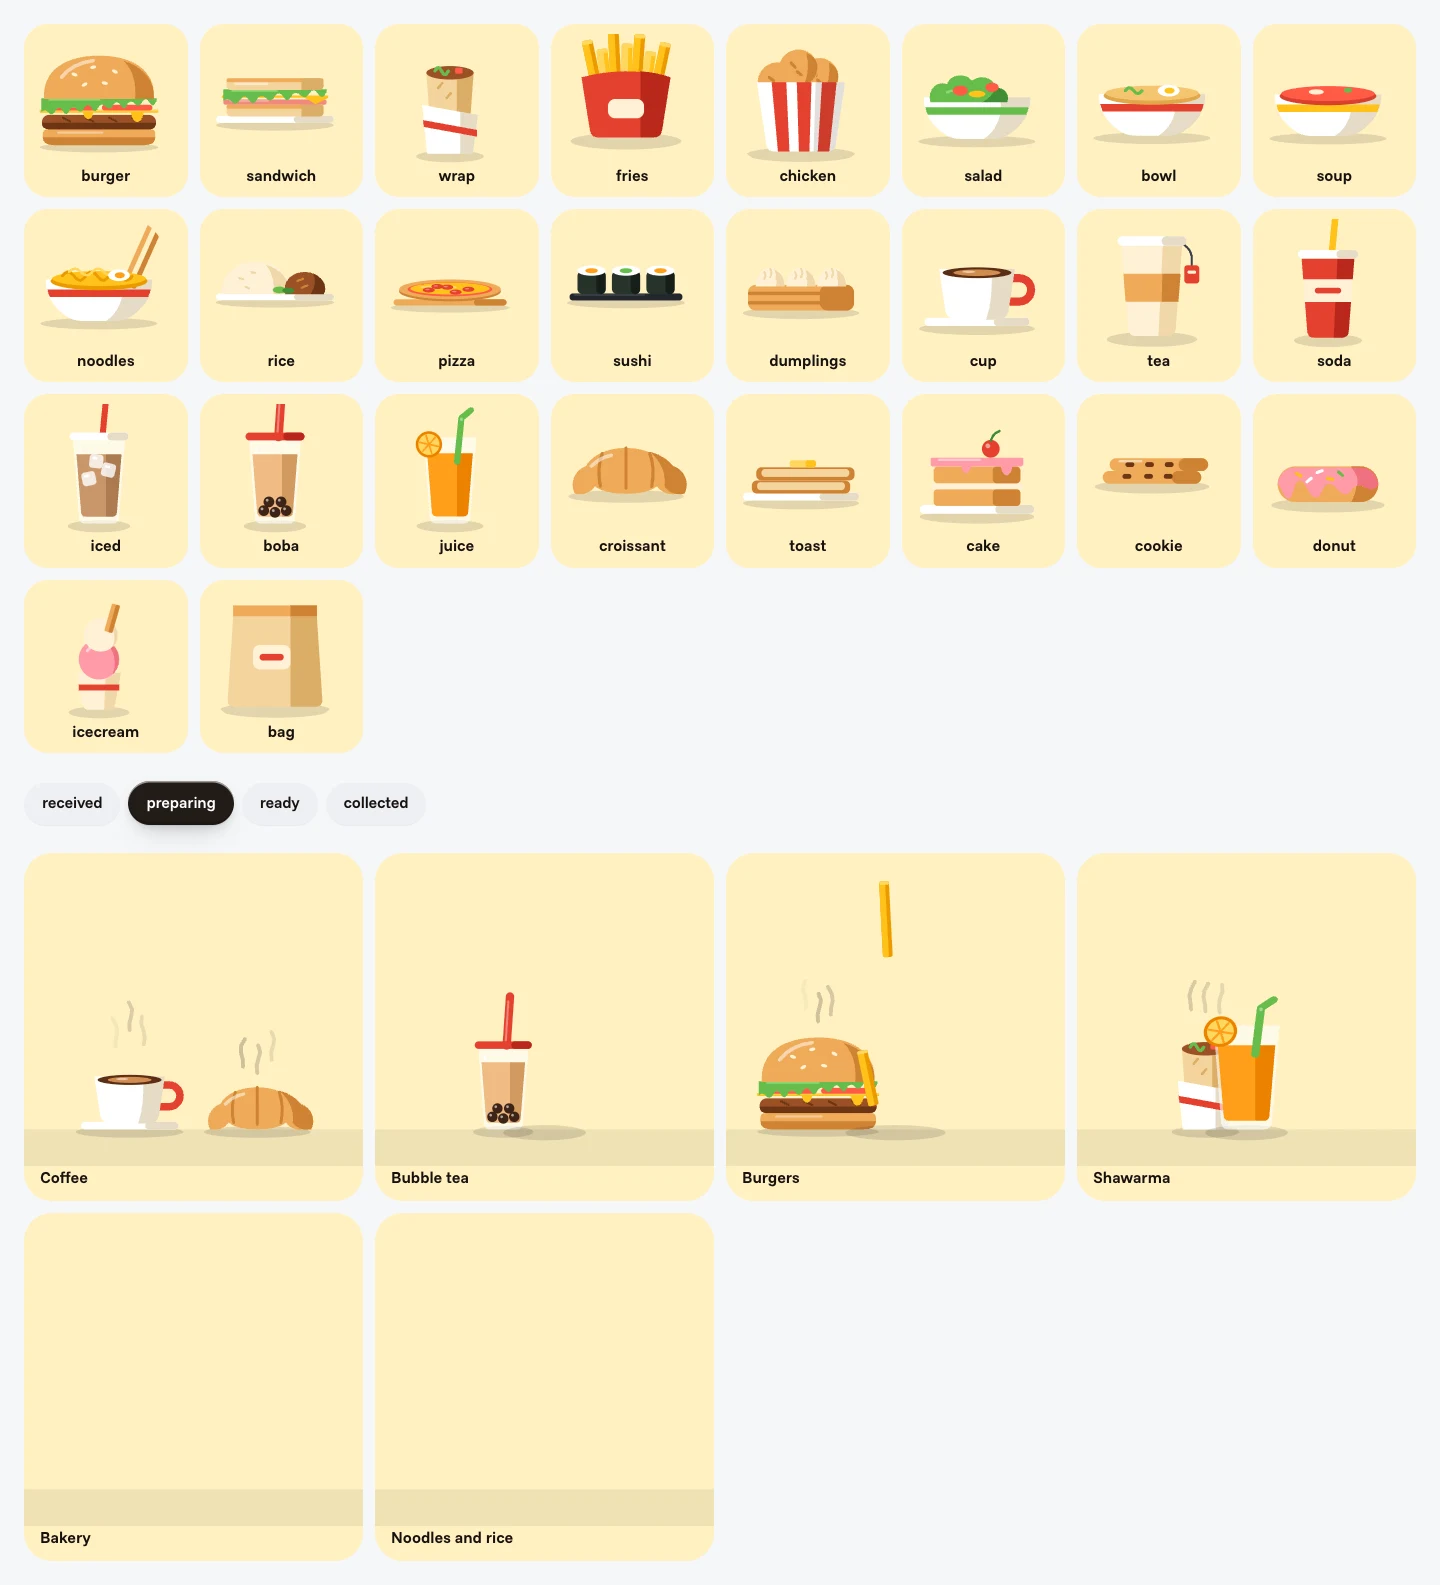 burger
sandwich
wrap
fries
chicken
salad
bowl
soup
noodles
rice
pizza
sushi
dumplings
cup
tea
soda
iced
boba
juice
croissant
toast
cake
cookie
donut
icecream
bag
received
preparing
ready
collected
Coffee
Bubble tea
Burgers
Shawarma
Bakery
Noodles and rice